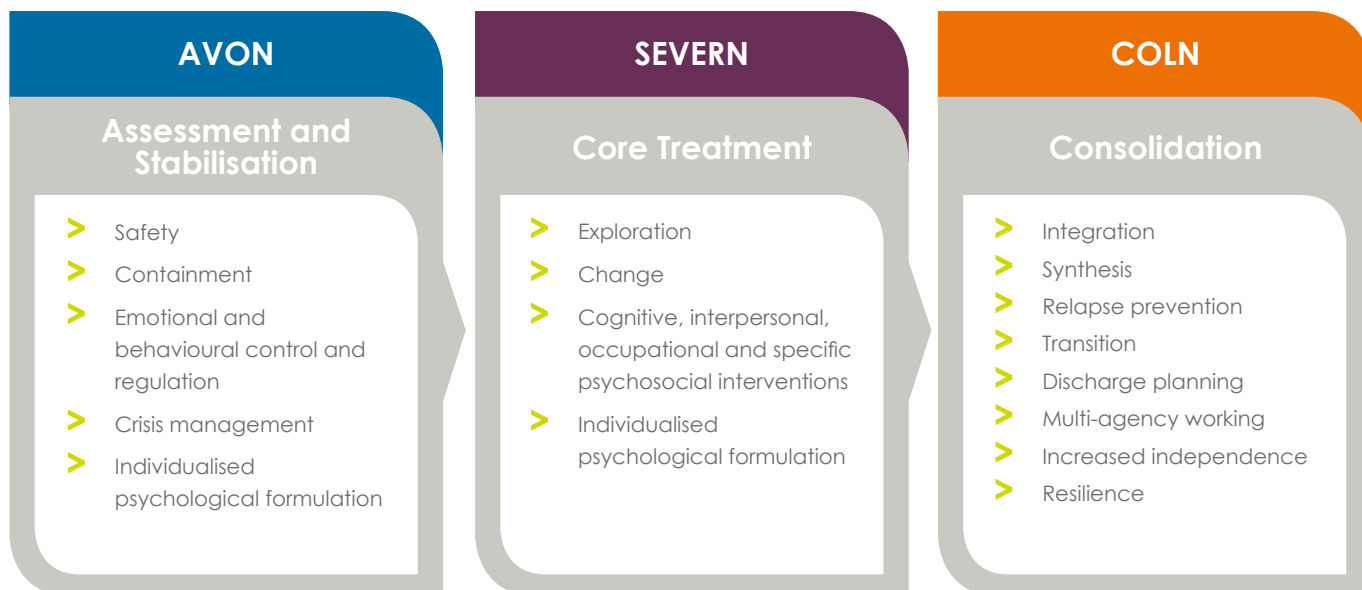 AVON
Assessment and
Stabilisation
> Safety
> Containment
> Emotional and
behavioural control and
regulation
> Crisis management
> Individualised
psychological formulation
SEVERN
Core Treatment
> Exploration
> Change
> Cognitive, interpersonal,
occupational and specific
psychosocial interventions
> Individualised
psychological formulation
COLN
Consolidation
> Integration
> Synthesis
> Relapse prevention
> Transition
> Discharge planning
> Multi-agency working
> Increased independence
> Resilience